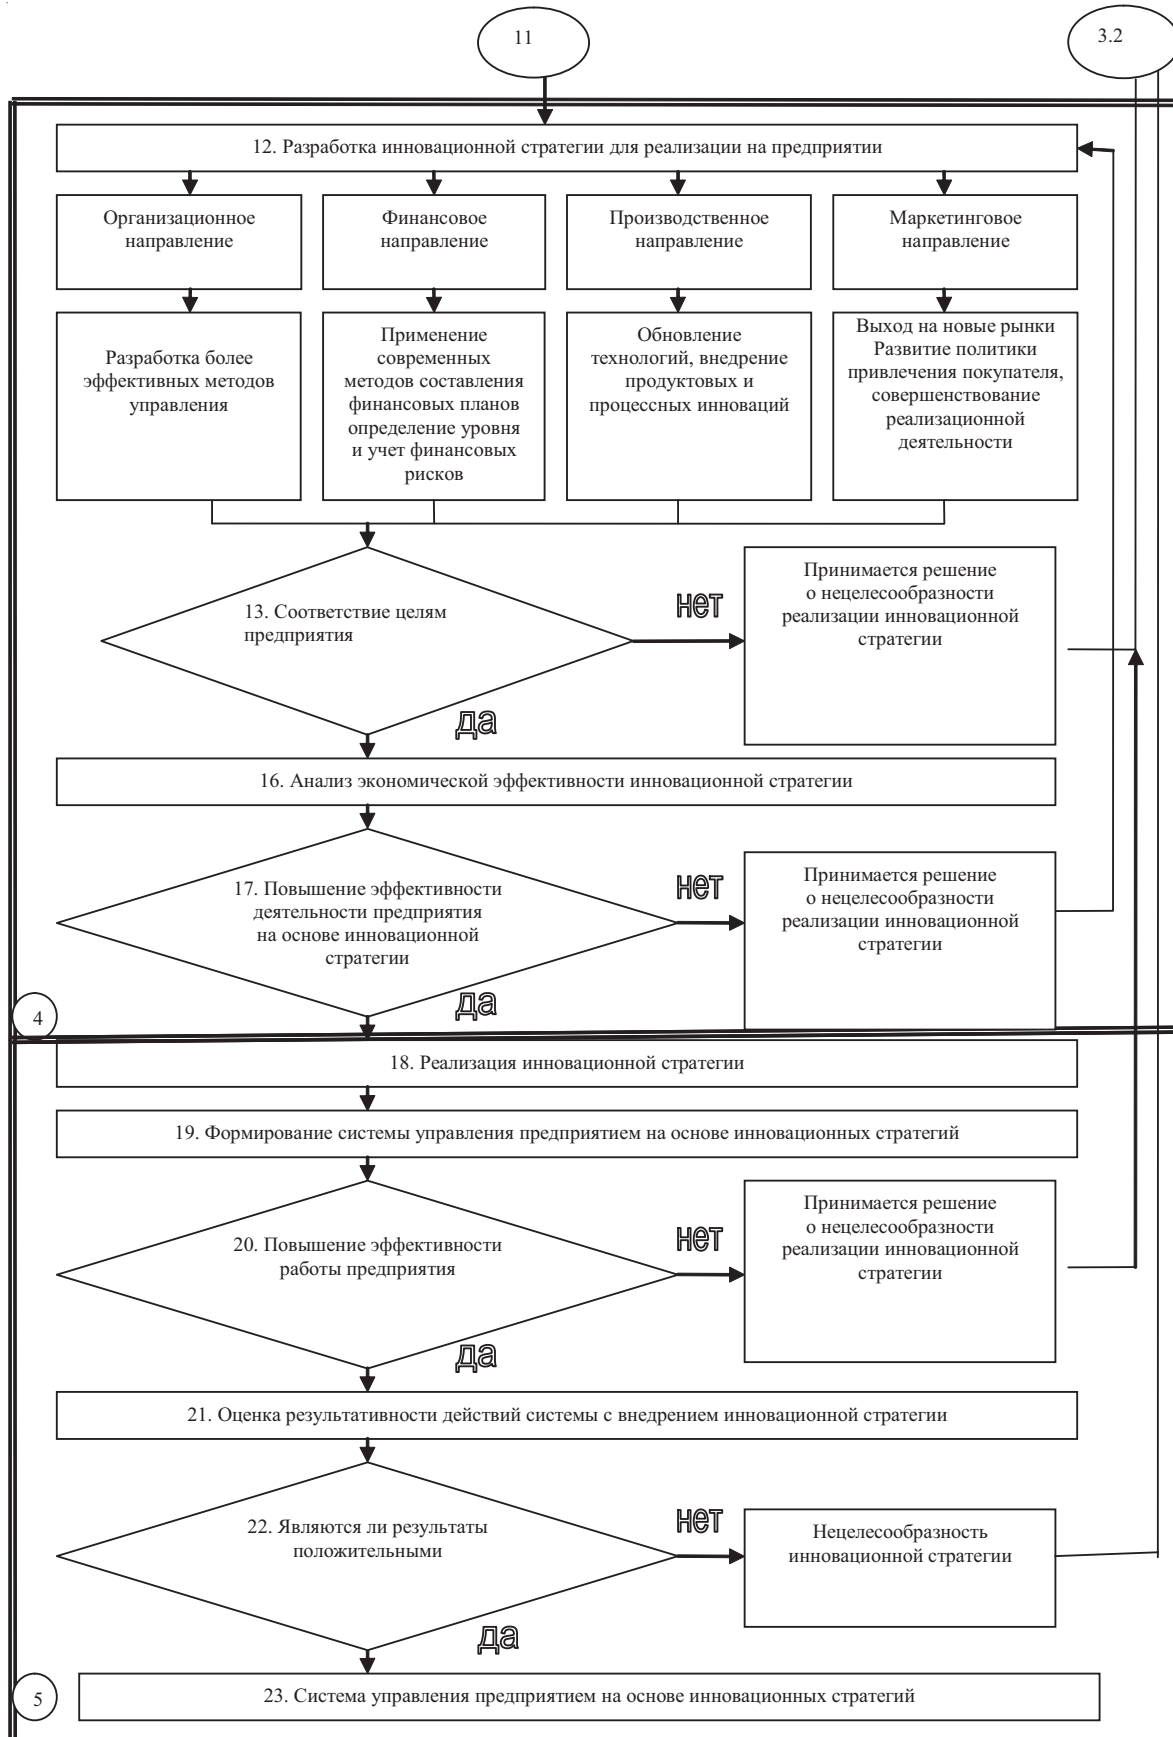 11
3.2
12. Разработка инновационной стратегии для реализации на предприятии
Организационное
направление
Финансовое
направление
Производственное
направление
Маркетинговое
направление
Разработка более
эффективных методов
управления
Применение
современных
методов составления
финансовых планов
определение уровня
и учет финансовых
рисков
Обновление
технологий, внедрение
продуктовых и
процессных инноваций
Выход на новые рынки
Развитие политики
привлечения покупателя,
совершенствование
реализационной
деятельности
13. Соответствие целям
предприятия
нет
Принимается решение
о нецелесообразности
реализации инновационной
стратегии
да
16. Анализ экономической эффективности инновационной стратегии
17. Повышение эффективности
деятельности предприятия
на основе инновационной
стратегии
нет
Принимается решение
о нецелесообразности
реализации инновационной
стратегии
да
4
18. Реализация инновационной стратегии
19. Формирование системы управления предприятием на основе инновационных стратегий
20. Повышение эффективности
работы предприятия
нет
Принимается решение
о нецелесообразности
реализации инновационной
стратегии
да
21. Оценка результативности действий системы с внедрением инновационной стратегии
22. Являются ли результаты
положительными
нет
Нецелесообразность
инновационной стратегии
да
5
23. Система управления предприятием на основе инновационных стратегий